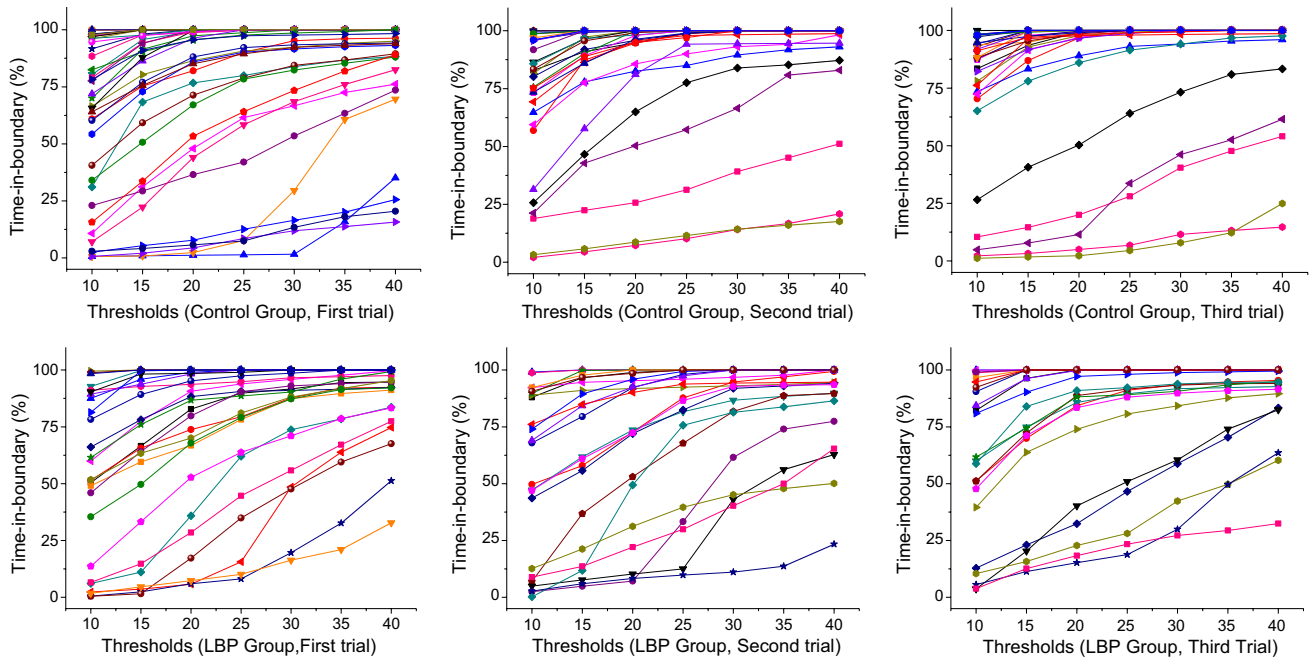 Time-in-boundary (%)
100
75
50
25
0
10 15 20 25 30 35 40
Thresholds (Control Group, First trial)
Time-in-boundary (%)
100
75
50
25
0
10 15 20 25 30 35 40
Thresholds (Control Group, Second trial)
Time-in-boundary (%)
100
75
50
25
0
10 15 20 25 30 35 40
Thresholds (Control Group, Third trial)
Time-in-boundary (%)
100
75
50
25
0
10 15 20 25 30 35 40
Thresholds (LBP Group,First trial)
Time-in-boundary (%)
100
75
50
25
0
10 15 20 25 30 35 40
Thresholds (LBP Group, Second trial)
Time-in-boundary (%)
100
75
50
25
0
10 15 20 25 30 35 40
Thresholds (LBP Group, Third Trial)